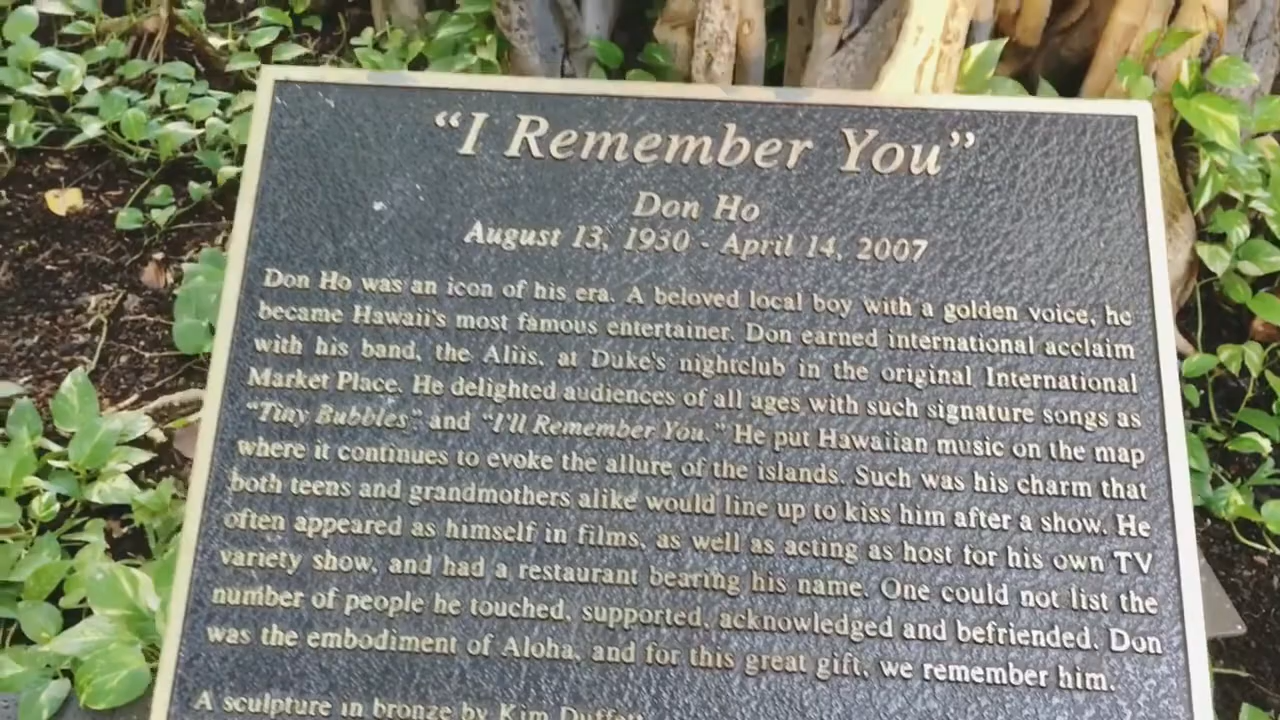 “I Remember You”
Don Ho
August 13, 1930 - April 14, 2007
Don Ho was an icon of his era. A beloved local boy with a golden voice, he
became Hawaii's most famous entertainer. Don earned international acclaim
with his band, the Aliis, at Duke's nightclub in the original International
Market Place. He delighted audiences of all ages with such signature songs as
“Tiny Bubbles” and “I'll Remember You.” He put Hawaiian music on the map
where it continues to evoke the allure of the islands. Such was his charm that
both teens and grandmothers alike would line up to kiss him after a show. He
often appeared as himself in films, as well as acting as host for his own TV
variety show, and had a restaurant bearing his name. One could not list the
number of people he touched, supported, acknowledged and befriended. Don
was the embodiment of Aloha, and for this great gift, we remember him.
A sculpture in bronze by Kim